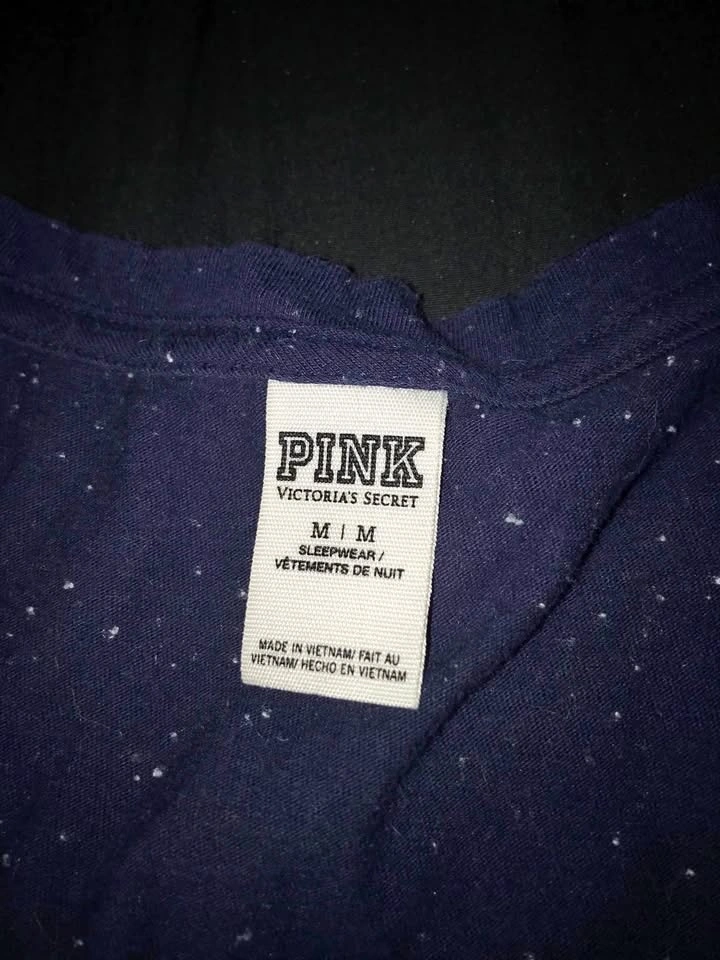 PINK
VICTORIA'S SECRET
M | M
SLEEPWEAR /
VÊTEMENTS DE NUIT
MADE IN VIETNAM/ FAIT AU
VIETNAM/ HECHO EN VIETNAM